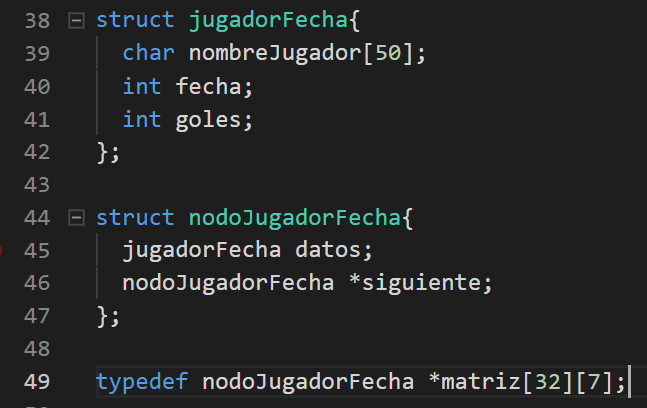 38 struct jugadorFecha{
39 char nombreJugador[50];
40 int fecha;
41 int goles;
42 };
43
44 struct nodoJugadorFecha{
45 jugadorFecha datos;
46 nodoJugadorFecha *siguiente;
47 };
48
49 typedef nodoJugadorFecha *matriz[32][7];